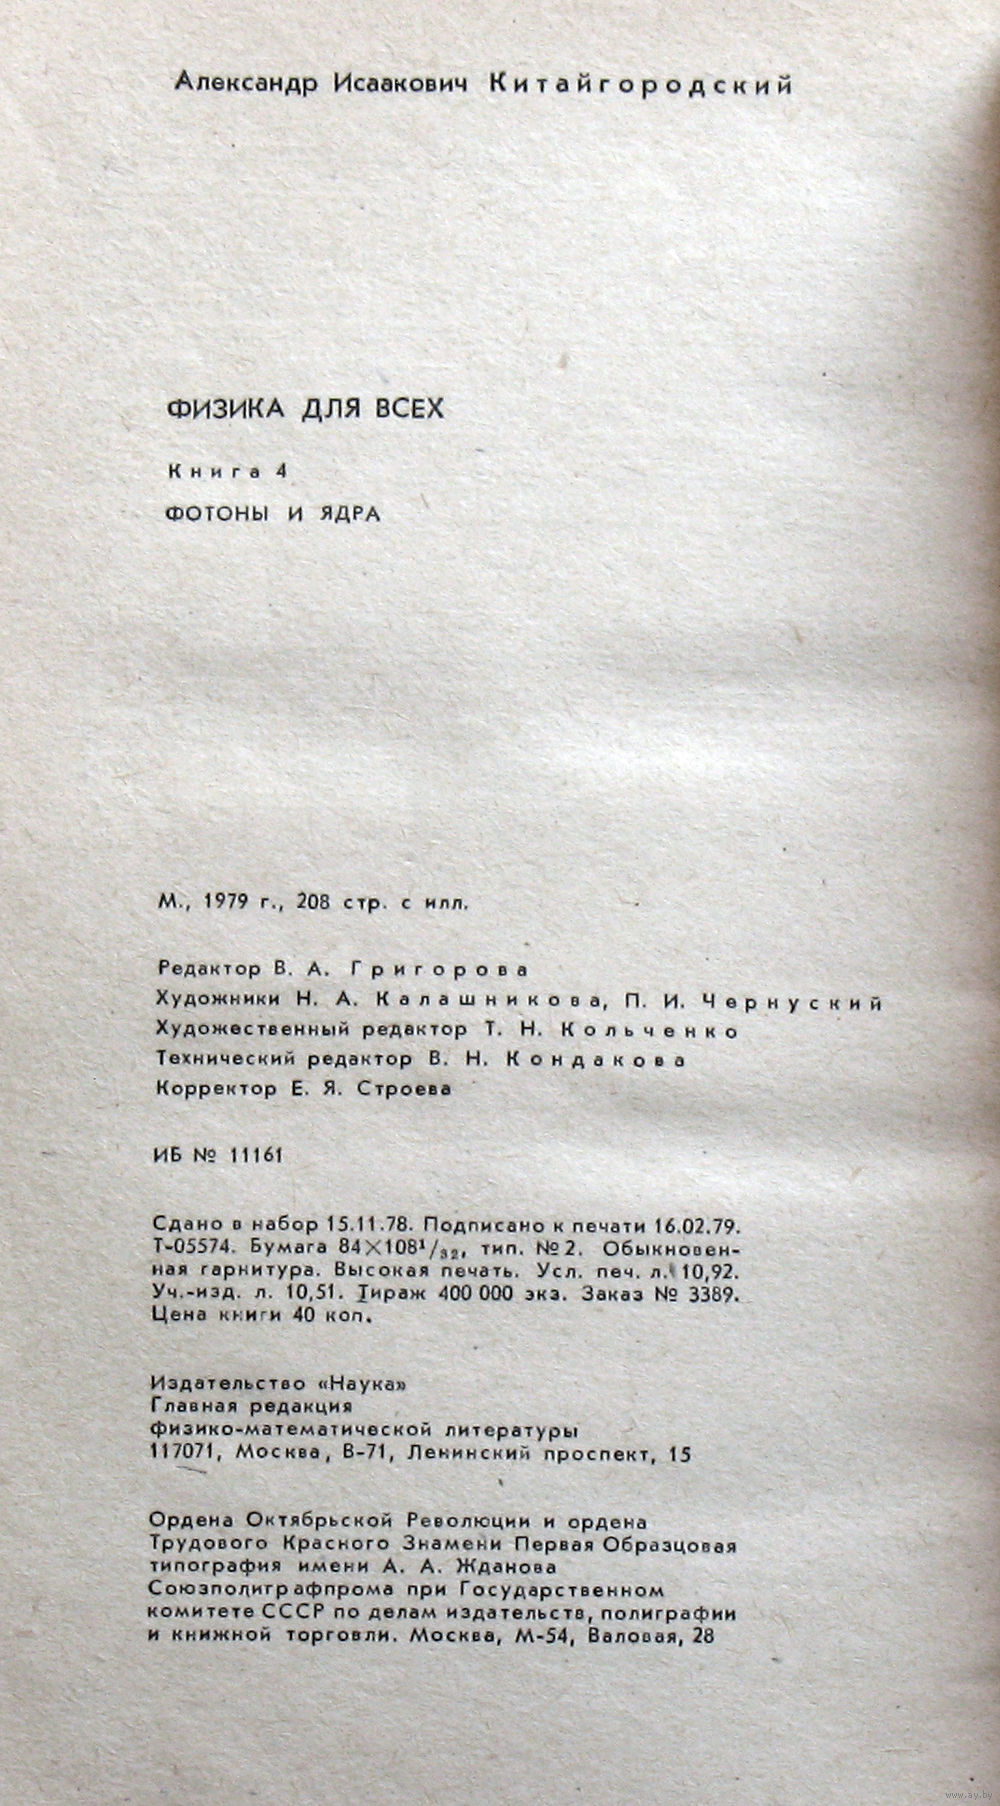 Александр Исаакович Китайгородский
ФИЗИКА ДЛЯ ВСЕХ
Книга 4
ФОТОНЫ И ЯДРА
М., 1979 г., 208 стр. с илл.
Редактор В. А. Григорова
Художники Н. А. Калашникова, П. И. Чернуский
Художественный редактор Т. Н. Кольченко
Технический редактор В. Н. Кондакова
Корректор Е. Я. Строева
ИБ № 11161
Сдано в набор 15.11.78. Подписано к печати 16.02.79.
Т-05574. Бумага 84×108¹/₃₂, тип. № 2. Обыкновен-
ная гарнитура. Высокая печать. Усл. печ. л. 10,92.
Уч.-изд. л. 10,51. Тираж 400 000 экз. Заказ № 3389.
Цена книги 40 коп.
Издательство «Наука»
Главная редакция
физико-математической литературы
117071, Москва, В-71, Ленинский проспект, 15
Ордена Октябрьской Революции и ордена
Трудового Красного Знамени Первая Образцовая
типография имени А. А. Жданова
Союзполиграфпрома при Государственном
комитете СССР по делам издательств, полиграфии
и книжной торговли. Москва, М-54, Валовая, 28
www.ay.by